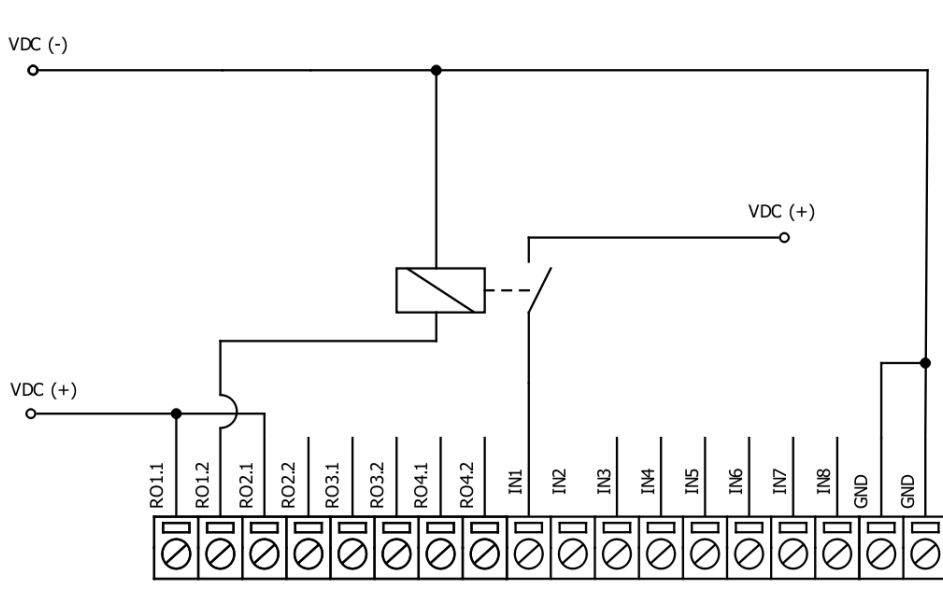 VDC (-)
VDC (+)
VDC (+)
RO1.1
RO1.2
RO2.1
RO2.2
RO3.1
RO3.2
RO4.1
RO4.2
IN1
IN2
IN3
IN4
IN5
IN6
IN7
IN8
GND
GND